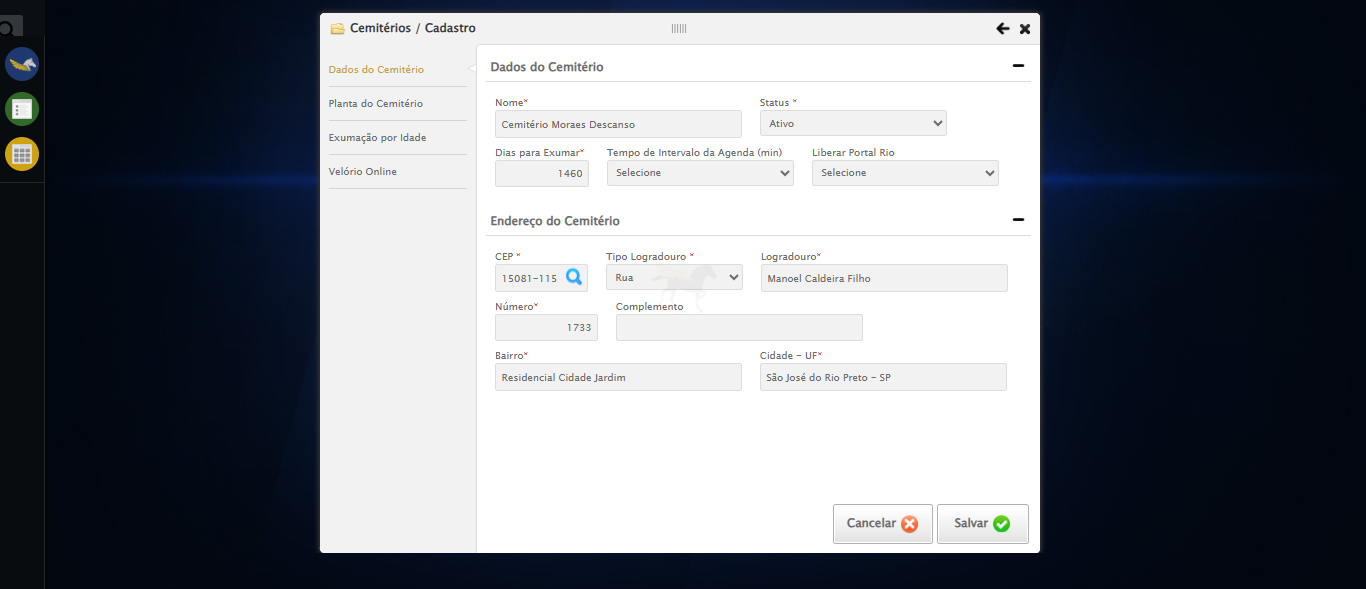 Cemitérios / Cadastro
Dados do Cemitério
Planta do Cemitério
Exumação por Idade
Velório Online
Dados do Cemitério
Nome* Status *
Cemitério Moraes Descanso Ativo
Dias para Exumar* Tempo de Intervalo da Agenda (min) Liberar Portal Rio
1460 Selecione Selecione
Endereço do Cemitério
CEP * Tipo Logradouro * Logradouro*
15081-115 Rua Manoel Caldeira Filho
Número* Complemento
1733
Bairro* Cidade - UF*
Residencial Cidade Jardim São José do Rio Preto - SP
Cancelar Salvar